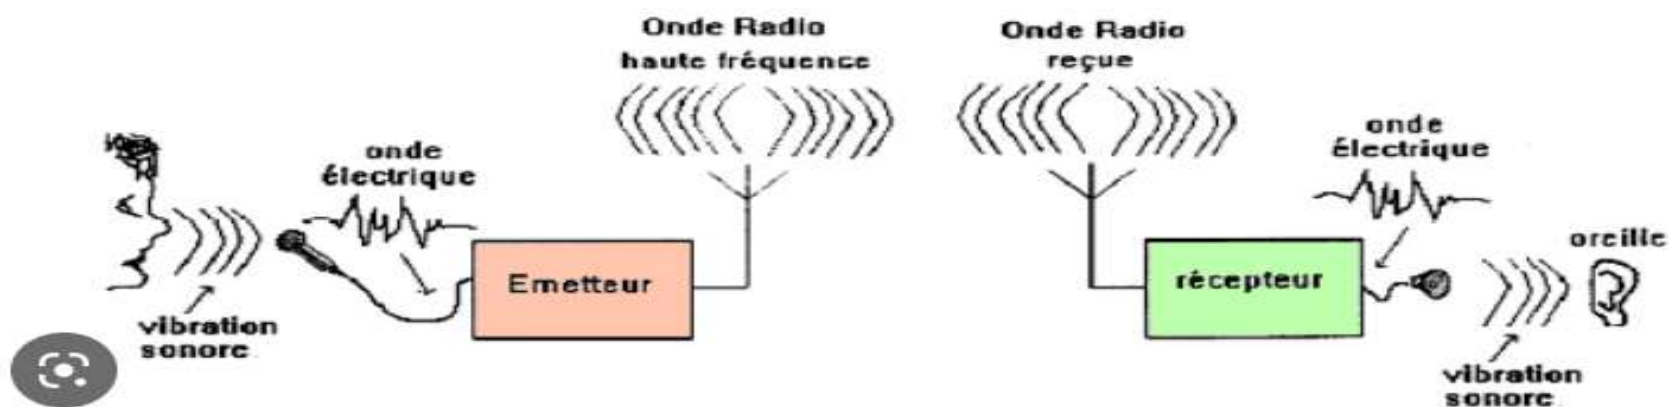 Onde Radio
haute fréquence
Onde Radio
reçue
onde
électrique
onde
électrique
oreille
Emetteur
récepteur
vibration
sonore
vibration
sonore